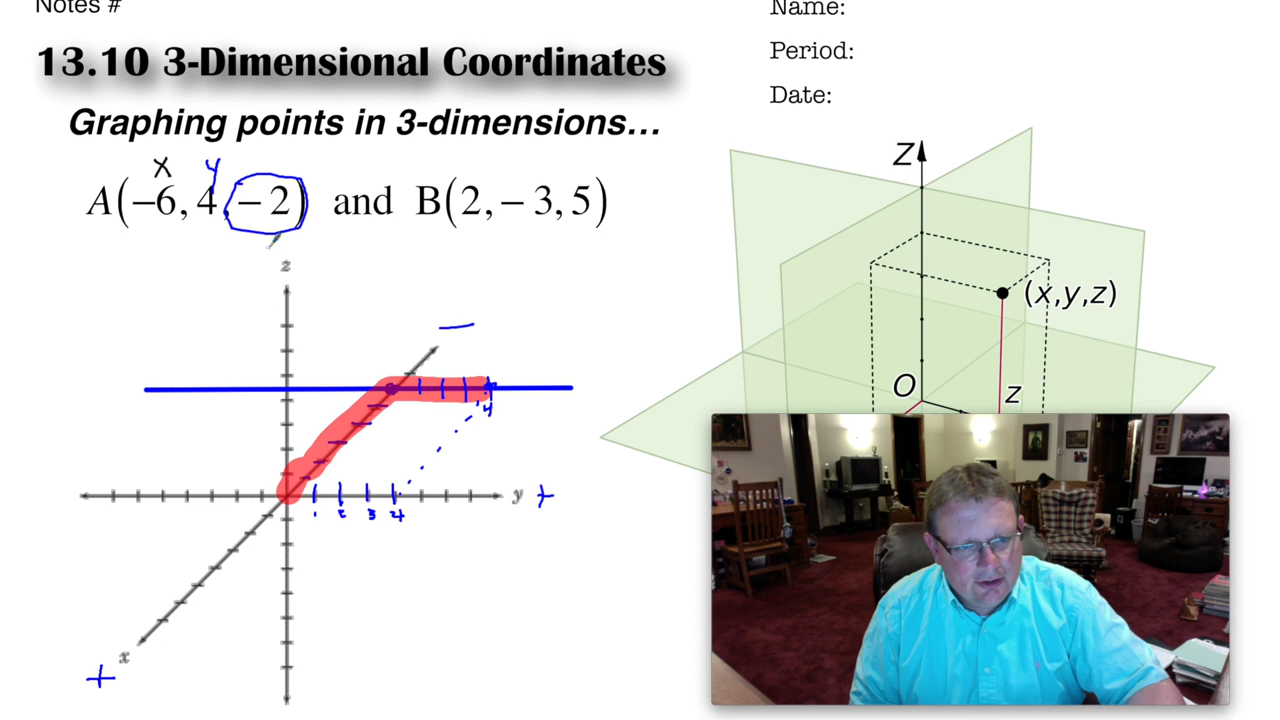 Notes #
Name:
Period:
Date:
13.10 3-Dimensional Coordinates
Graphing points in 3-dimensions...
x y
A(−6, 4, −2) and B(2, −3, 5)
z
−
4
y +
1 2 3 4
x
+
Z
(x,y,z)
O
z